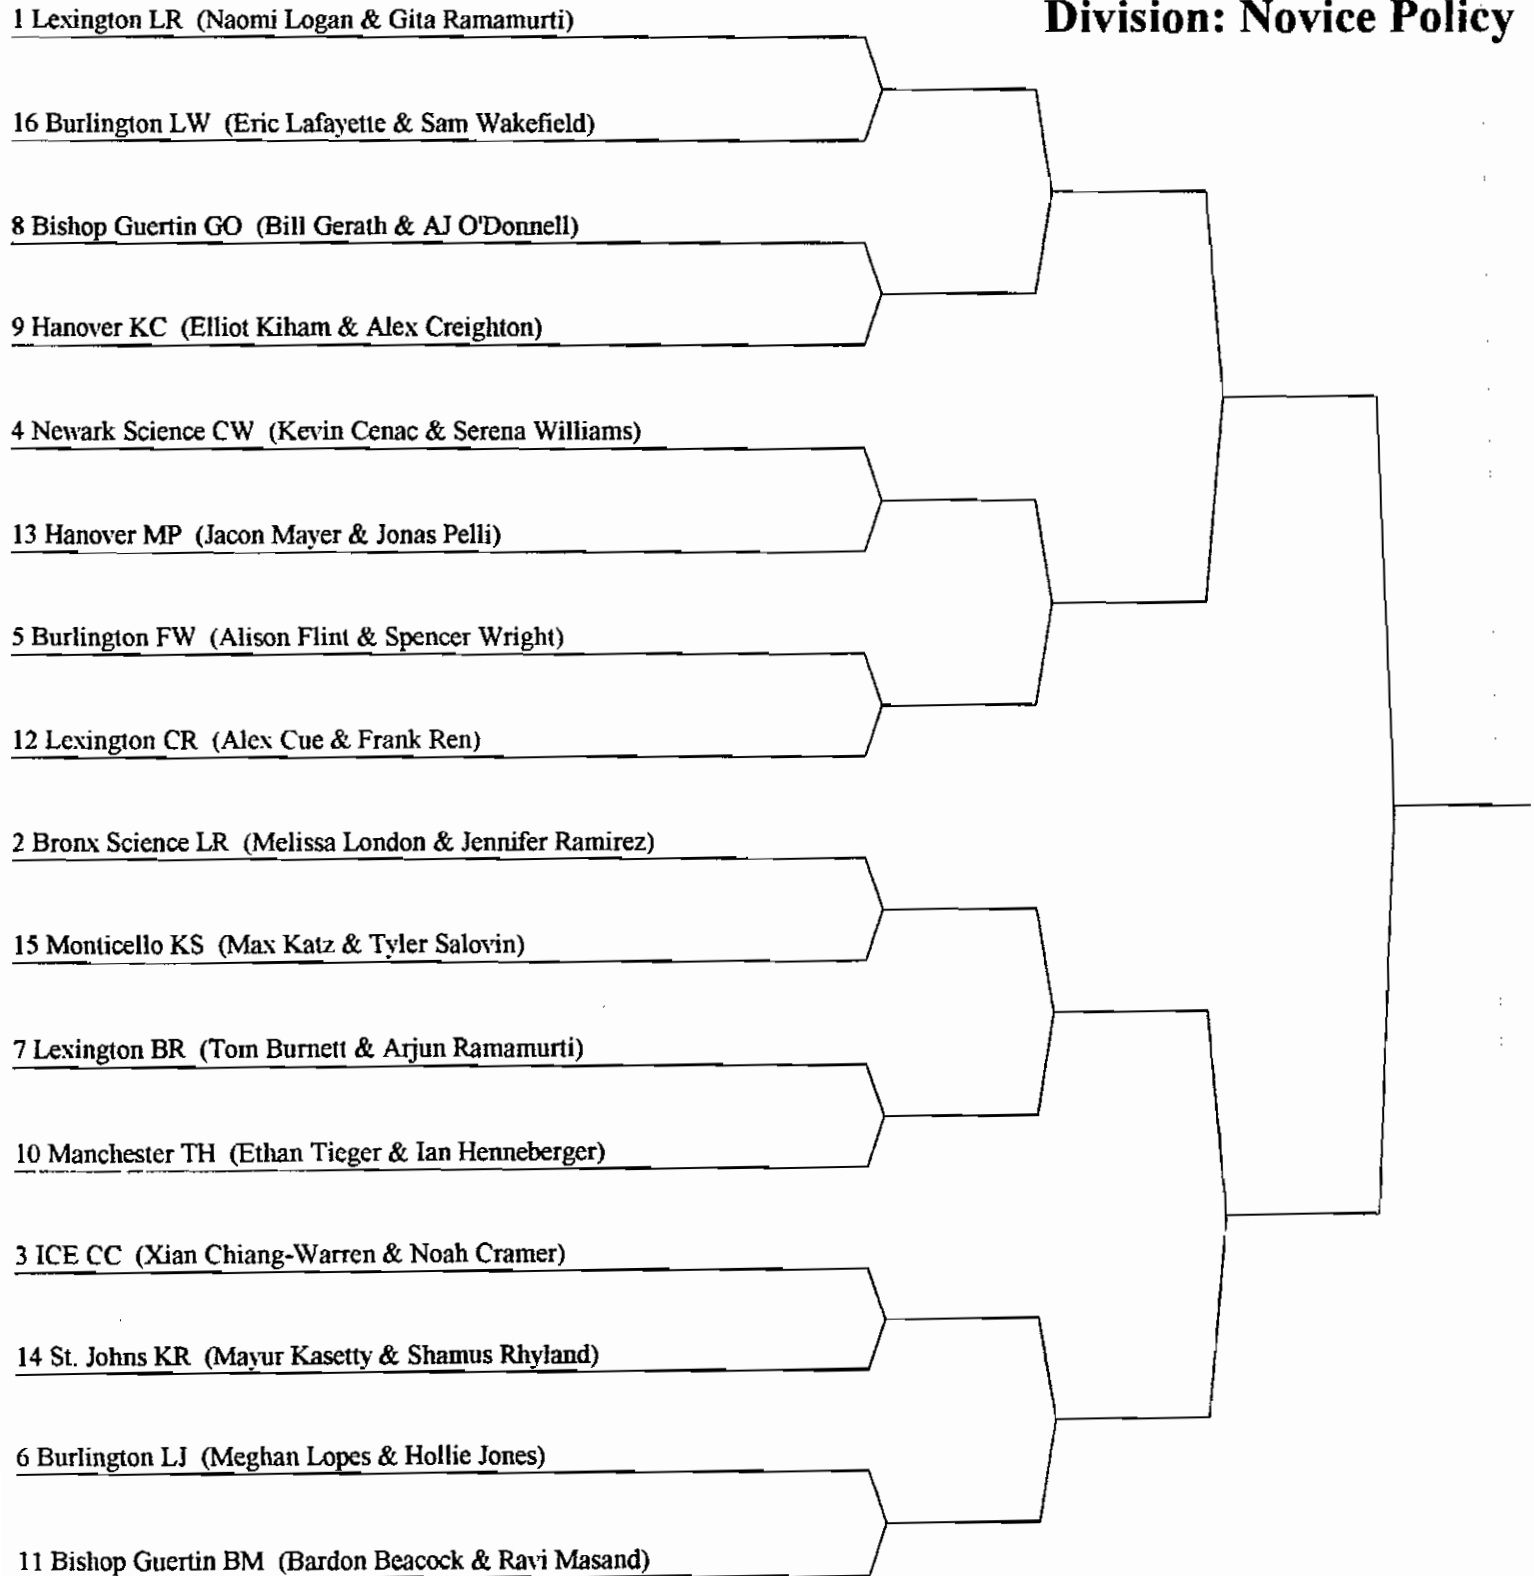 Division: Novice Policy
1 Lexington LR (Naomi Logan & Gita Ramamurti)
16 Burlington LW (Eric Lafayette & Sam Wakefield)
8 Bishop Guertin GO (Bill Gerath & AJ O'Donnell)
9 Hanover KC (Elliot Kiham & Alex Creighton)
4 Newark Science CW (Kevin Cenac & Serena Williams)
13 Hanover MP (Jacon Mayer & Jonas Pelli)
5 Burlington FW (Alison Flint & Spencer Wright)
12 Lexington CR (Alex Cue & Frank Ren)
2 Bronx Science LR (Melissa London & Jennifer Ramirez)
15 Monticello KS (Max Katz & Tyler Salovin)
7 Lexington BR (Tom Burnett & Arjun Ramamurti)
10 Manchester TH (Ethan Tieger & Ian Henneberger)
3 ICE CC (Xian Chiang-Warren & Noah Cramer)
14 St. Johns KR (Mayur Kasetty & Shamus Rhyland)
6 Burlington LJ (Meghan Lopes & Hollie Jones)
11 Bishop Guertin BM (Bardon Beacock & Ravi Masand)